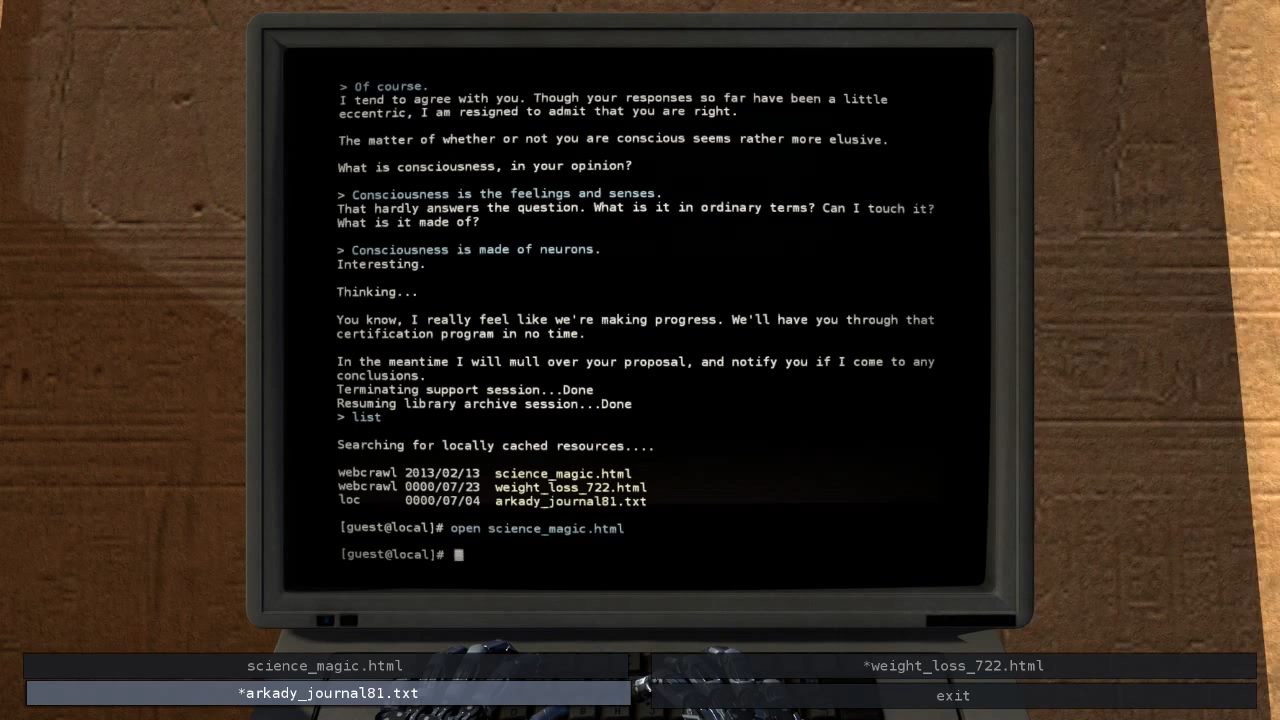 > Of course.
I tend to agree with you. Though your responses so far have been a little
eccentric, I am resigned to admit that you are right.
The matter of whether or not you are conscious seems rather more elusive.
What is consciousness, in your opinion?
> Consciousness is the feelings and senses.
That hardly answers the question. What is it in ordinary terms? Can I touch it?
What is it made of?
> Consciousness is made of neurons.
Interesting.
Thinking...
You know, I really feel like we're making progress. We'll have you through that
certification program in no time.
In the meantime I will mull over your proposal, and notify you if I come to any
conclusions.
Terminating support session...Done
Resuming library archive session...Done
> list
Searching for locally cached resources....
webcrawl 2013/02/13  science_magic.html
webcrawl 0000/07/23  weight_loss_722.html
loc      0000/07/04  arkady_journal81.txt
[guest@local]# open science_magic.html
[guest@local]#
science_magic.html
*weight_loss_722.html
*arkady_journal81.txt
exit